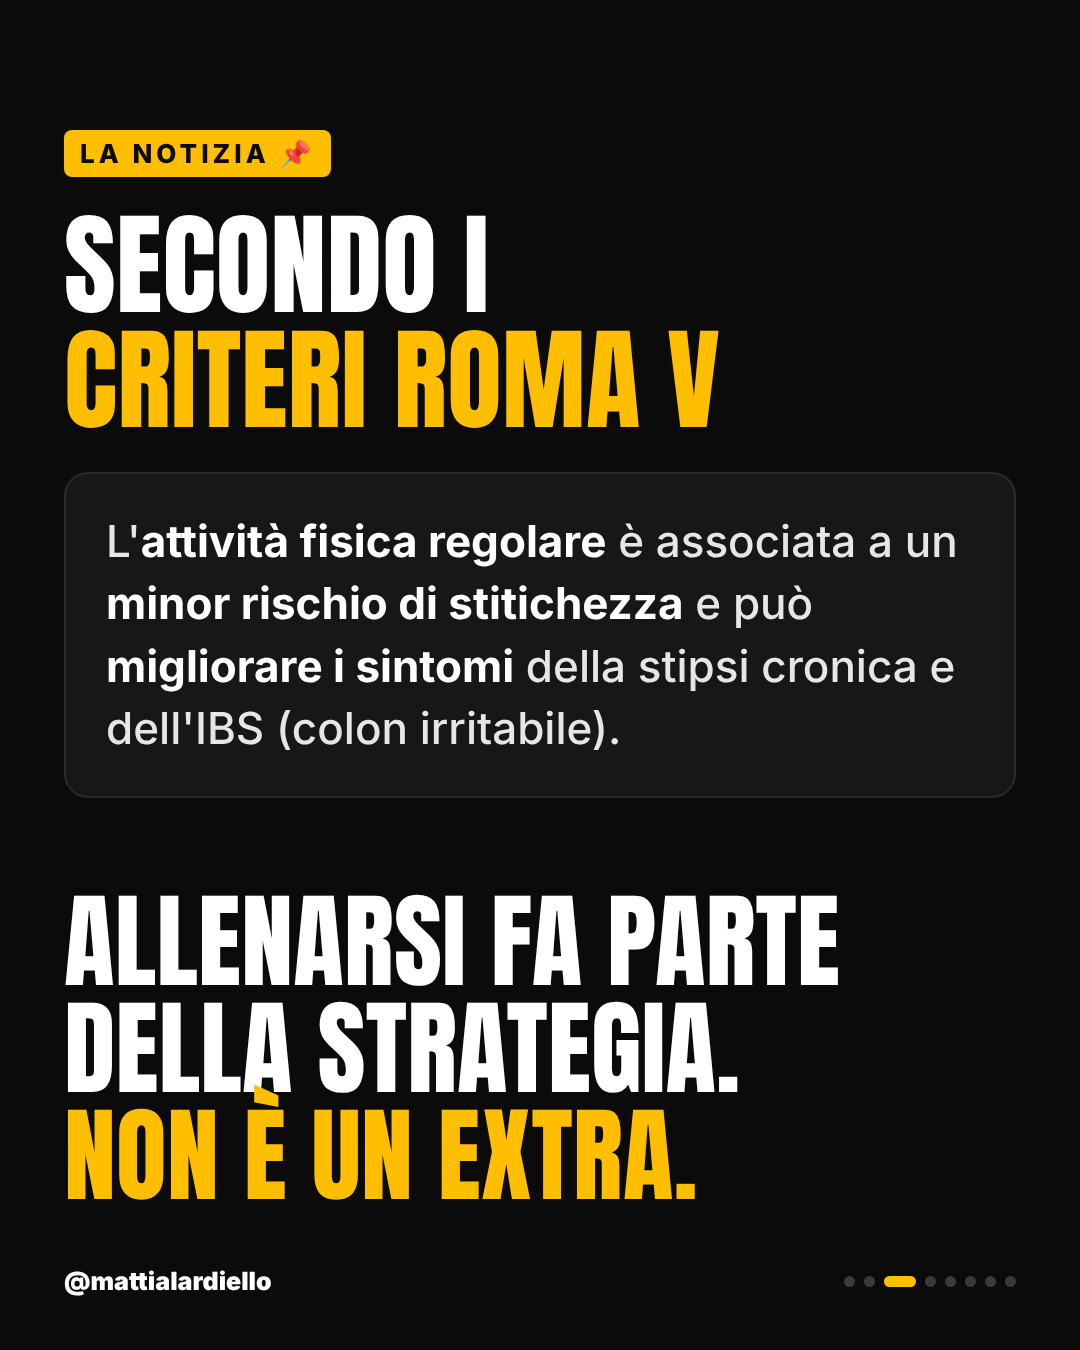 LA NOTIZIA 📌
SECONDO I
CRITERI ROMA V
L'attività fisica regolare è associata a un
minor rischio di stitichezza e può
migliorare i sintomi della stipsi cronica e
dell'IBS (colon irritabile).
ALLENARSI FA PARTE
DELLA STRATEGIA.
NON È UN EXTRA.
@mattialardiello